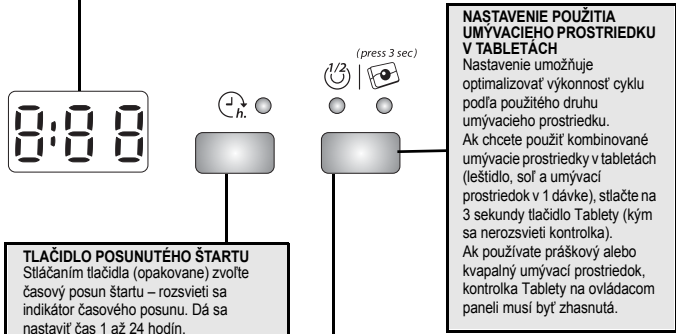 NASTAVENIE POUŽITIA
UMÝVACIEHO PROSTRIEDKU
V TABLETÁCH
Nastavenie umožňuje
optimalizovať výkonnosť cyklu
podľa použitého druhu
umývacieho prostriedku.
Ak chcete použiť kombinované
umývacie prostriedky v tabletách
(leštidlo, soľ a umývací
prostriedok v 1 dávke), stlačte na
3 sekundy tlačidlo Tablety (kým
sa nerozsvieti kontrolka).
Ak používate práškový alebo
kvapalný umývací prostriedok,
kontrolka Tablety na ovládacom
paneli musí byť zhasnutá.
(press 3 sec)
1/2
h.
8:88
TLAČIDLO POSUNUTÉHO ŠTARTU
Stláčaním tlačidla (opakovane) zvoľte
časový posun štartu – rozsvieti sa
indikátor časového posunu. Dá sa
nastaviť čas 1 až 24 hodín.